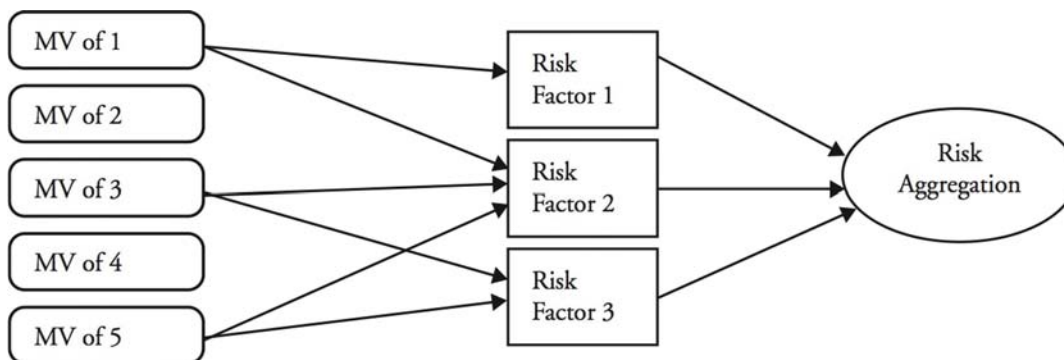 MV of 1
MV of 2
MV of 3
MV of 4
MV of 5
Risk
Factor 1
Risk
Factor 2
Risk
Factor 3
Risk
Aggregation